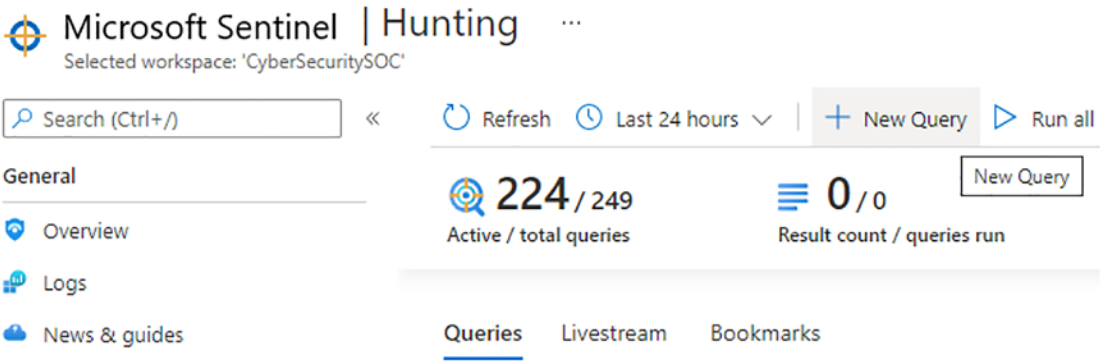 Microsoft Sentinel | Hunting ...
Selected workspace: 'CyberSecuritySOC'
Search (Ctrl+/)
«
Refresh
Last 24 hours
New Query
Run all
General
New Query
224 / 249
0 / 0
Active / total queries
Result count / queries run
Overview
Logs
News & guides
Queries
Livestream
Bookmarks